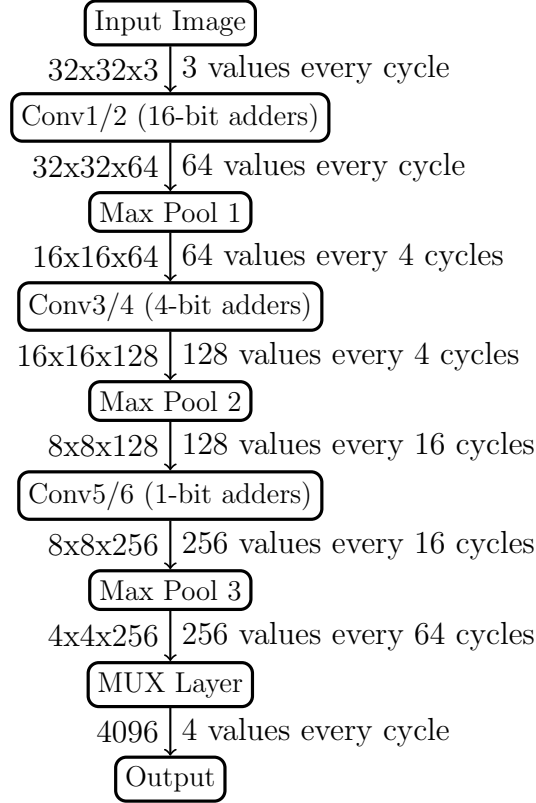 Input Image
32x32x3 3 values every cycle
Conv1/2 (16-bit adders)
32x32x64 64 values every cycle
Max Pool 1
16x16x64 64 values every 4 cycles
Conv3/4 (4-bit adders)
16x16x128 128 values every 4 cycles
Max Pool 2
8x8x128 128 values every 16 cycles
Conv5/6 (1-bit adders)
8x8x256 256 values every 16 cycles
Max Pool 3
4x4x256 256 values every 64 cycles
MUX Layer
4096 4 values every cycle
Output